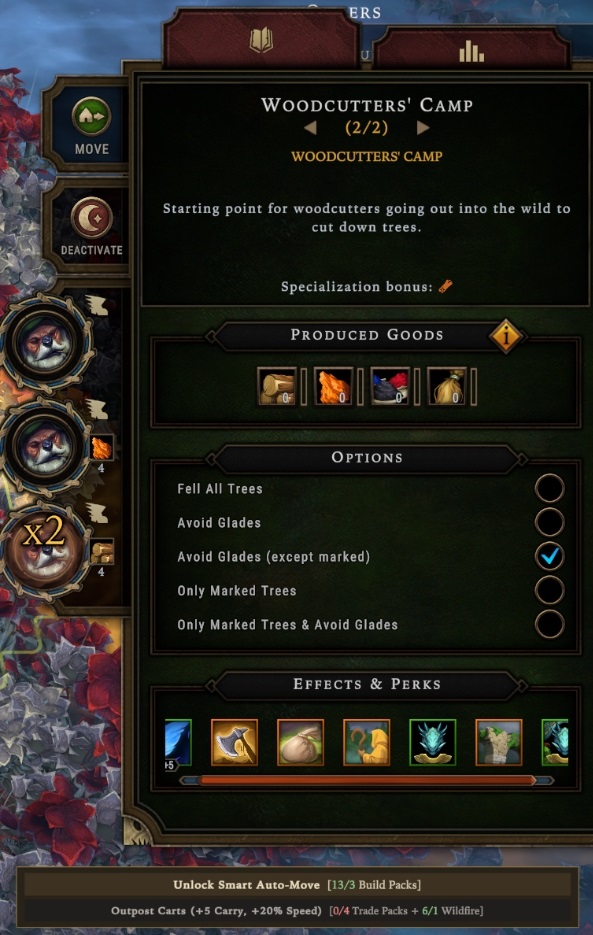 ERS
U
MOVE
DEACTIVATE
WOODCUTTERS' CAMP
(2/2)
WOODCUTTERS' CAMP
Starting point for woodcutters going out into the wild to
cut down trees.
Specialization bonus:
PRODUCED GOODS
0 0 0 0
4
x2
4
OPTIONS
Fell All Trees
Avoid Glades
Avoid Glades (except marked)
Only Marked Trees
Only Marked Trees & Avoid Glades
EFFECTS & PERKS
+5
Unlock Smart Auto-Move [13/3 Build Packs]
Outpost Carts (+5 Carry, +20% Speed) [0/4 Trade Packs + 6/1 Wildfire]